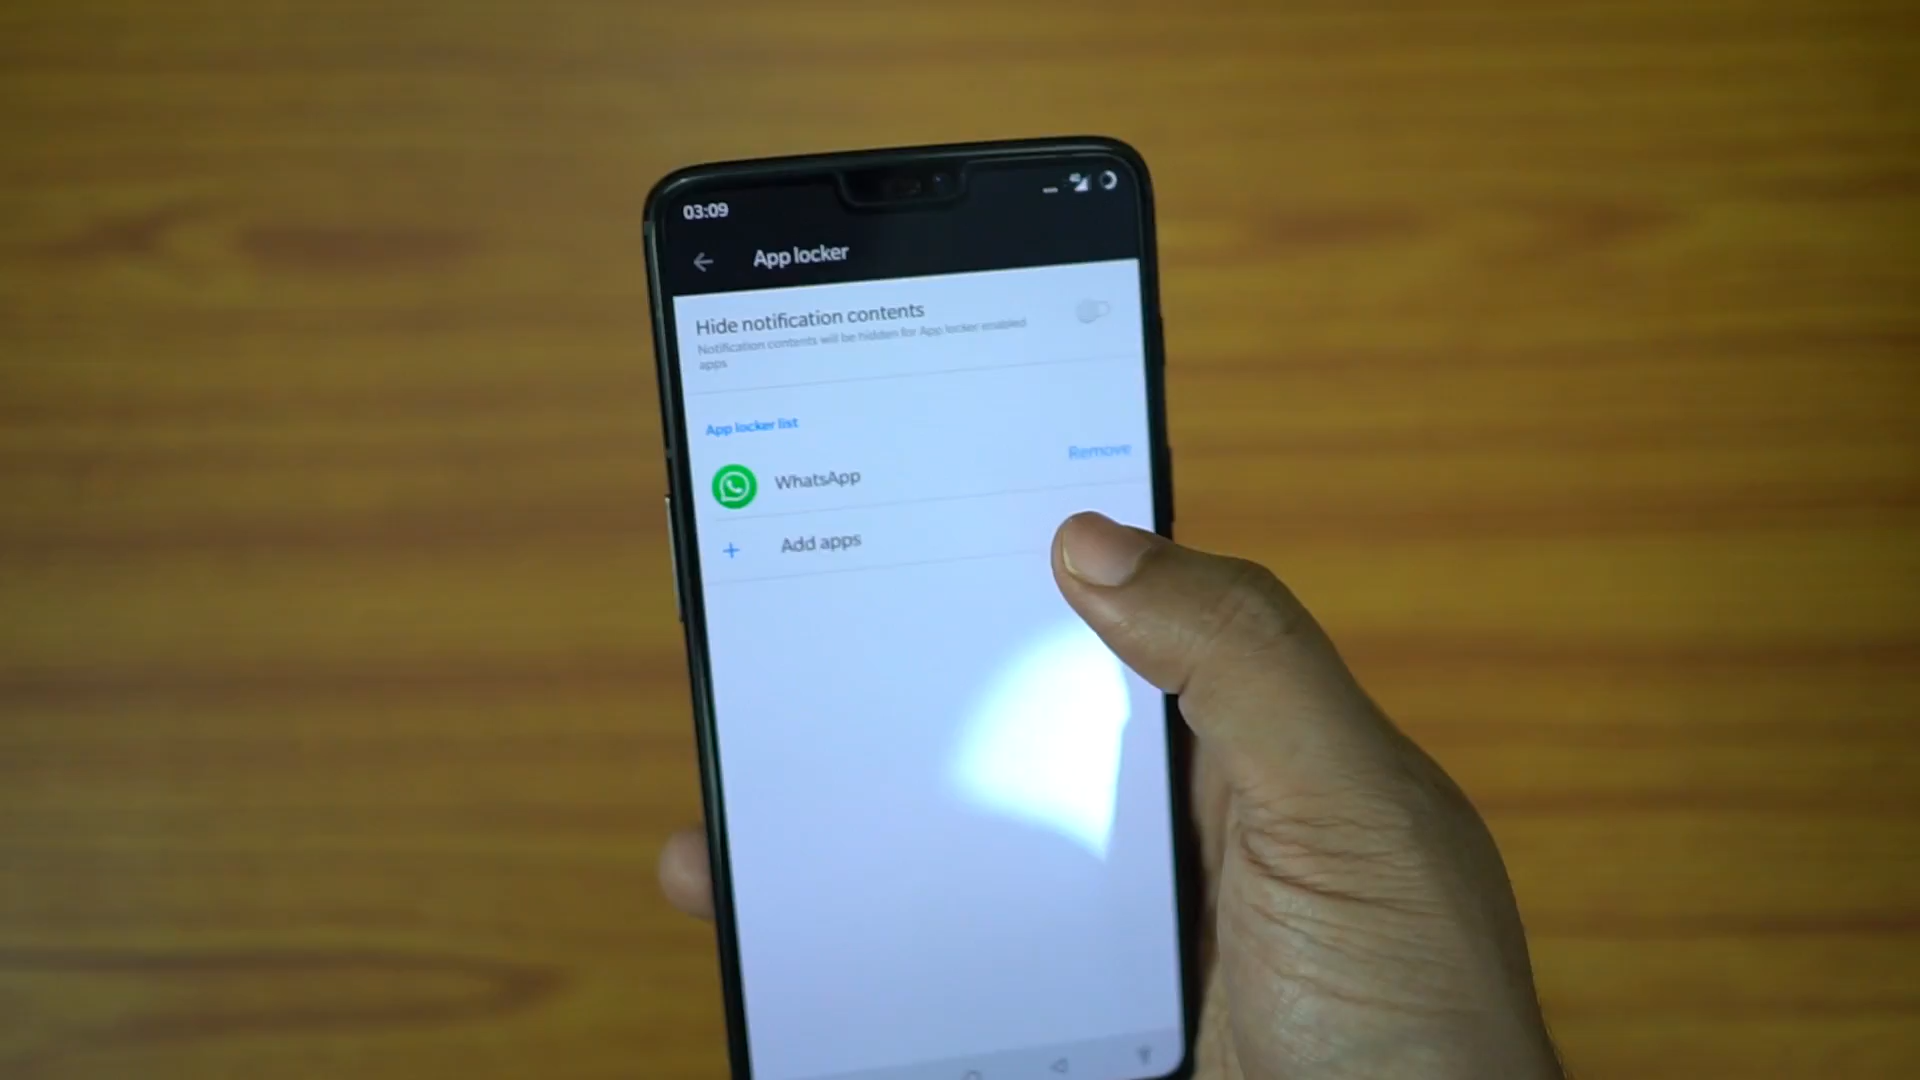 03:09
4G
App locker
Hide notification contents
Notification contents will be hidden for App locker enabled
apps
App locker list
WhatsApp
Remove
+ Add apps